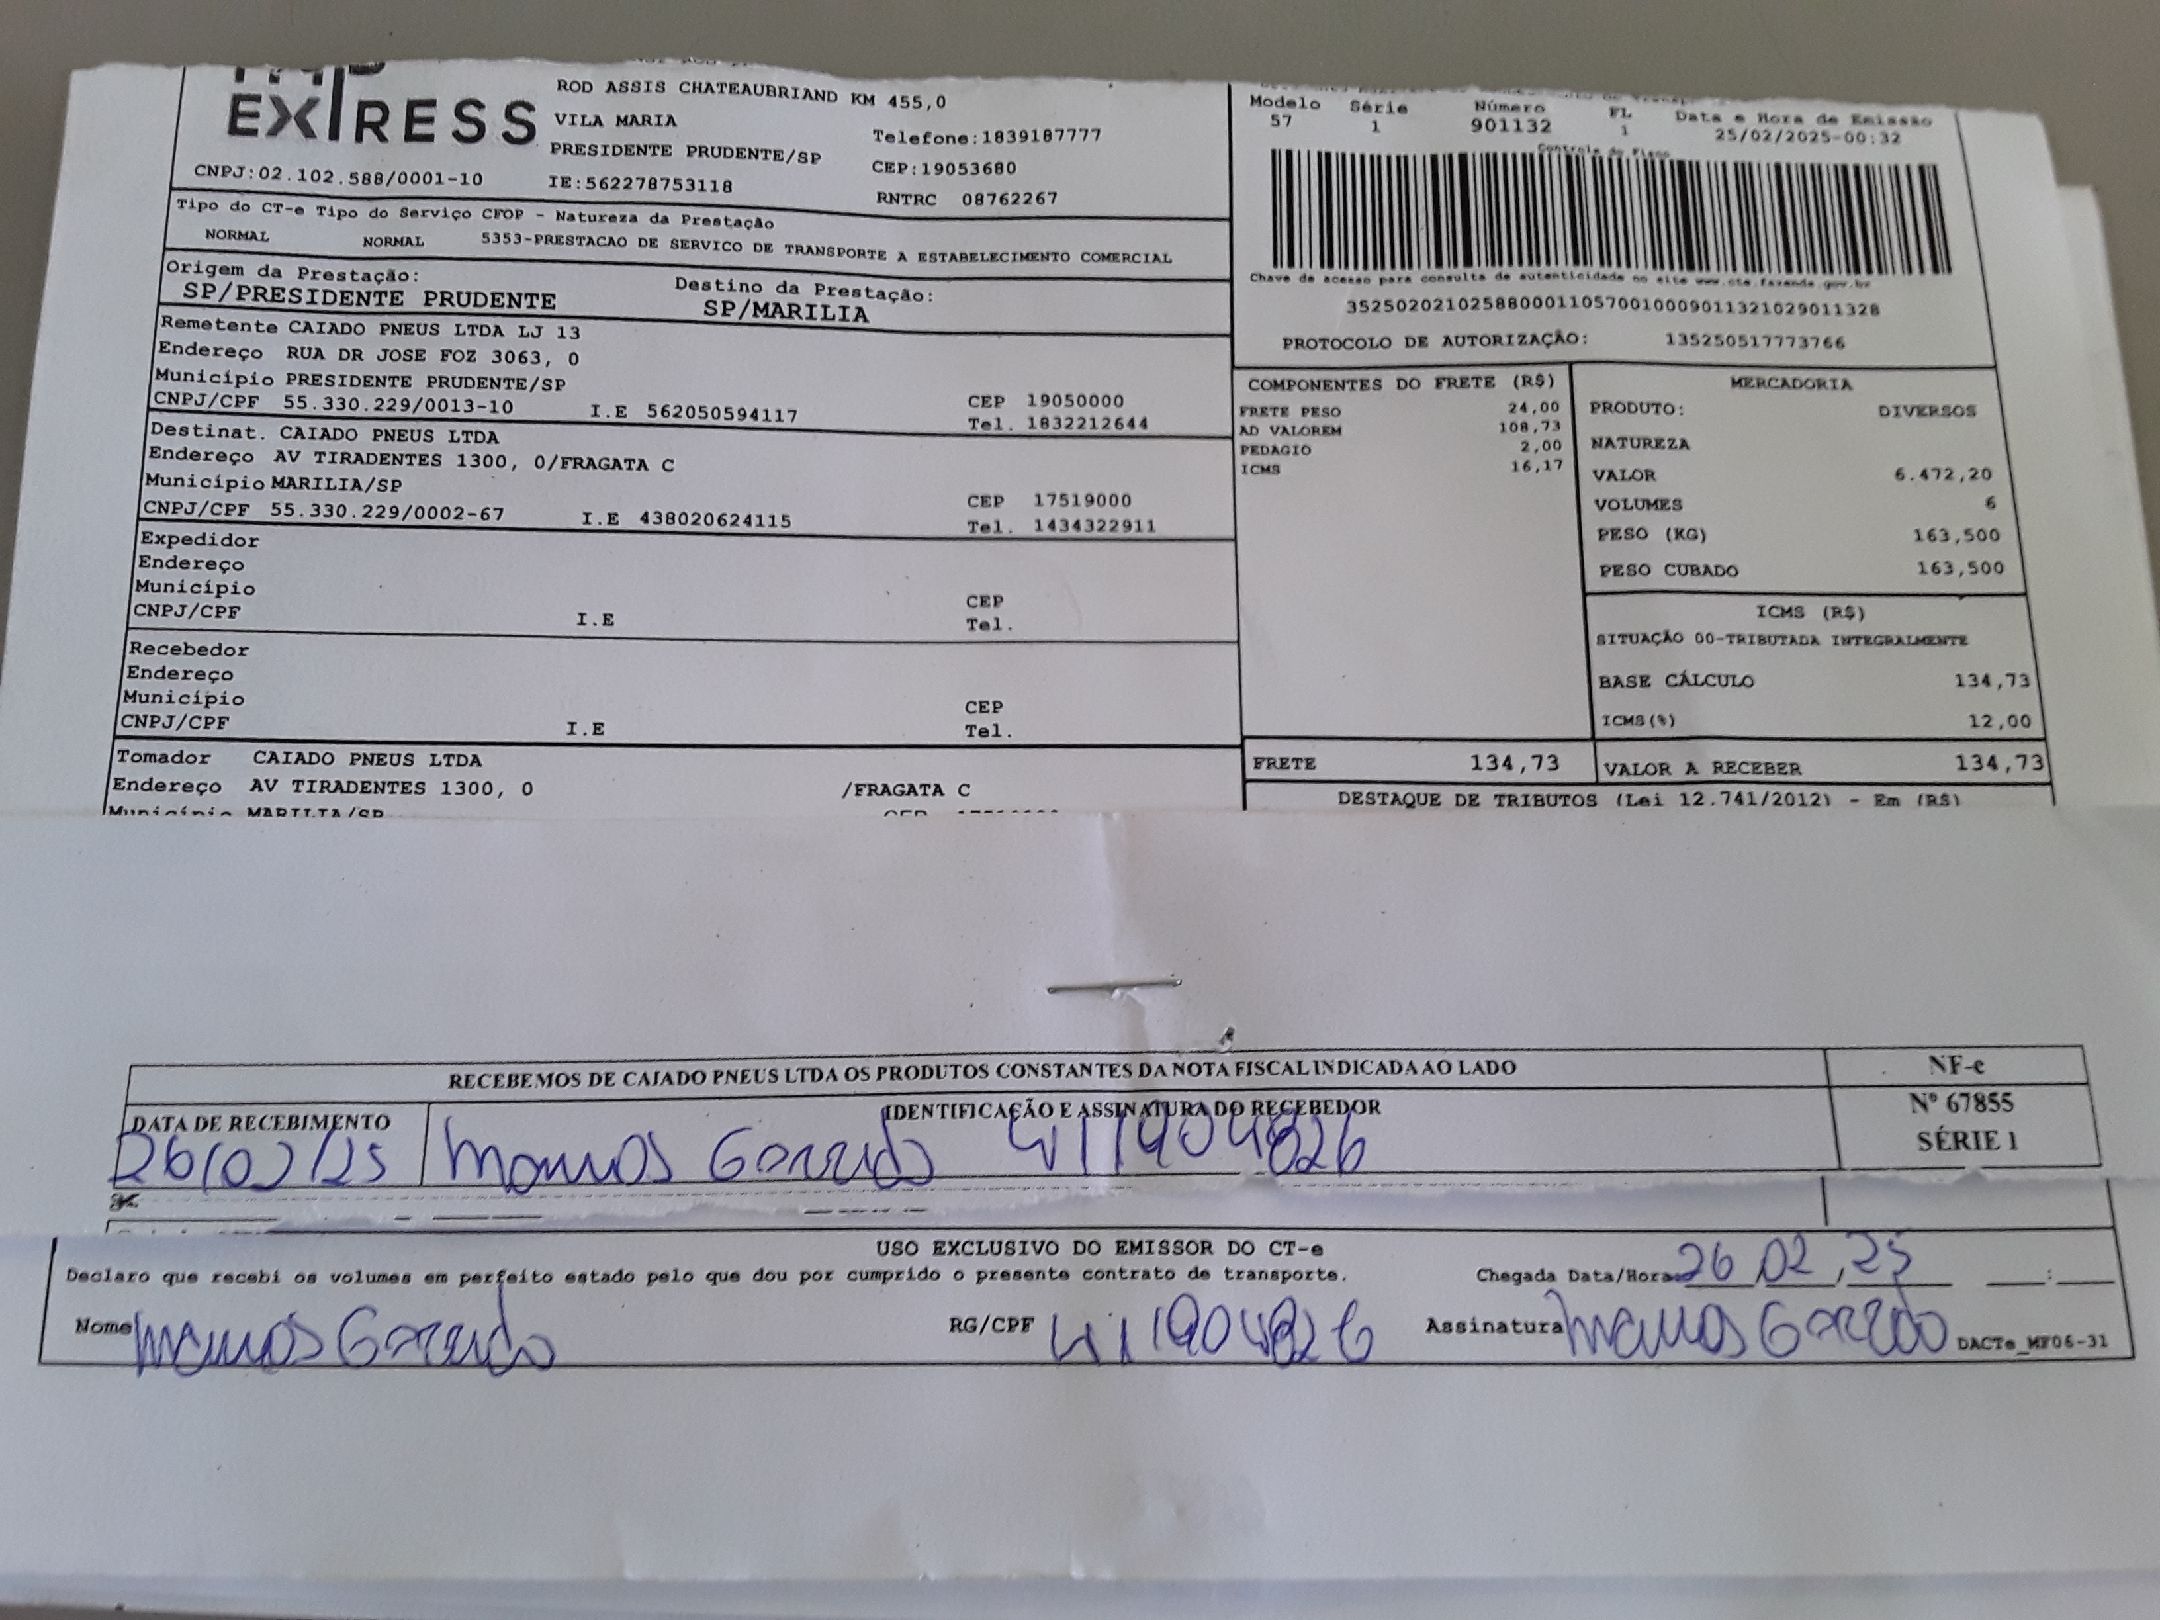 EXPRESS
ROD ASSIS CHATEAUBRIAND KM 455,0
VILA MARIA
Telefone:1839187777
PRESIDENTE PRUDENTE/SP
CEP:19053680
CNPJ:02.102.588/0001-10
IE:562278753118
RNTRC 08762267
Modelo Série Número FL Data e Hora de Emissão
57 1 901132 1 25/02/2025-00:32
Controle do Fisco
Chave de acesso para consulta de autenticidade no site www.cte.fazenda.gov.br
35250202102588000110570010009011321029011328
PROTOCOLO DE AUTORIZAÇÃO: 135250517773766
Tipo do CT-e Tipo do Serviço CFOP - Natureza da Prestação
NORMAL NORMAL 5353-PRESTACAO DE SERVICO DE TRANSPORTE A ESTABELECIMENTO COMERCIAL
Origem da Prestação: Destino da Prestação:
SP/PRESIDENTE PRUDENTE SP/MARILIA
Remetente CAIADO PNEUS LTDA LJ 13
Endereço RUA DR JOSE FOZ 3063, 0
Município PRESIDENTE PRUDENTE/SP
CEP 19050000
CNPJ/CPF 55.330.229/0013-10 I.E 562050594117 Tel. 1832212644
Destinat. CAIADO PNEUS LTDA
Endereço AV TIRADENTES 1300, 0/FRAGATA C
Município MARILIA/SP
CEP 17519000
CNPJ/CPF 55.330.229/0002-67 I.E 438020624115 Tel. 1434322911
Expedidor
Endereço
Município
CEP
CNPJ/CPF I.E Tel.
Recebedor
Endereço
Município
CEP
CNPJ/CPF I.E Tel.
Tomador CAIADO PNEUS LTDA
Endereço AV TIRADENTES 1300, 0 /FRAGATA C
Município MARILIA/SP
COMPONENTES DO FRETE (R$)
FRETE PESO 24,00
AD VALOREM 108,73
PEDAGIO 2,00
ICMS 16,17
FRETE 134,73
MERCADORIA
PRODUTO: DIVERSOS
NATUREZA
VALOR 6.472,20
VOLUMES 6
PESO (KG) 163,500
PESO CUBADO 163,500
ICMS (R$)
SITUAÇÃO 00-TRIBUTADA INTEGRALMENTE
BASE CÁLCULO 134,73
ICMS(%) 12,00
VALOR A RECEBER 134,73
DESTAQUE DE TRIBUTOS (Lei 12.741/2012) - Em (R$)
RECEBEMOS DE CAIADO PNEUS LTDA OS PRODUTOS CONSTANTES DA NOTA FISCAL INDICADA AO LADO
NF-e
Nº 67855
SÉRIE 1
DATA DE RECEBIMENTO IDENTIFICAÇÃO E ASSINATURA DO RECEBEDOR
26/02/25 411904826
USO EXCLUSIVO DO EMISSOR DO CT-e
Declaro que recebi os volumes em perfeito estado pelo que dou por cumprido o presente contrato de transporte.
Chegada Data/Hora 26 02 25
Nome RG/CPF 411904826 Assinatura
DACTe_MF06-31